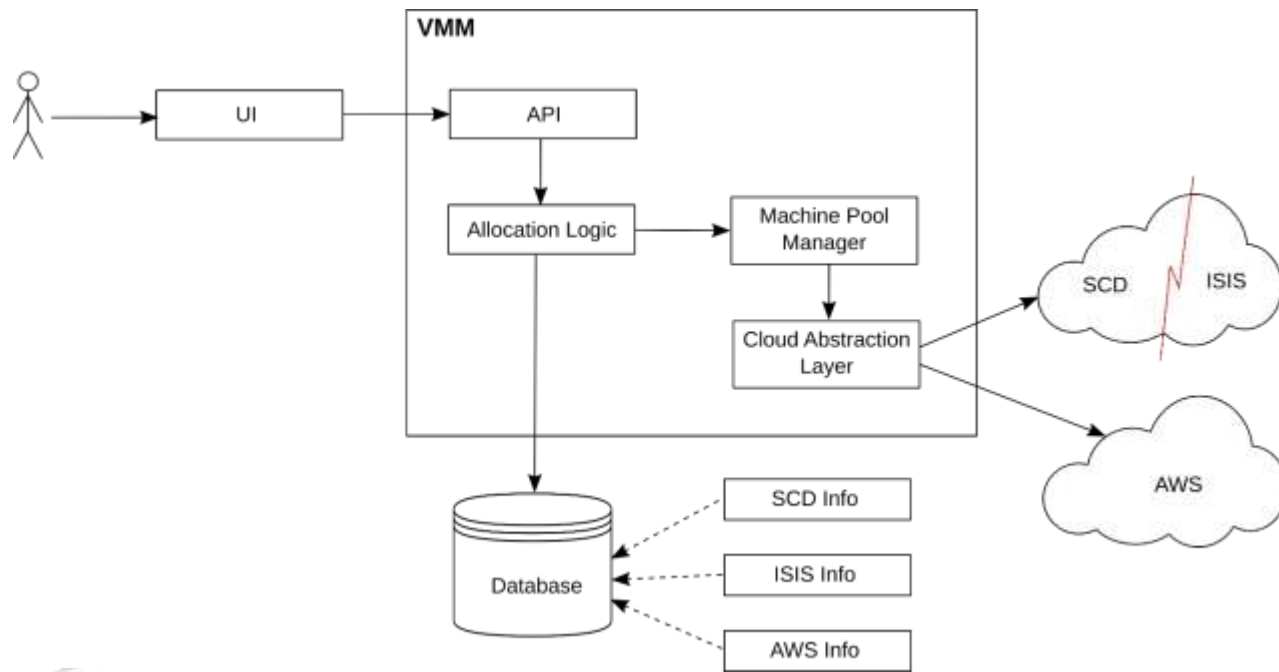 VMM
UI
API
Allocation Logic
Machine Pool
Manager
Cloud Abstraction
Layer
SCD
ISIS
AWS
Database
SCD Info
ISIS Info
AWS Info